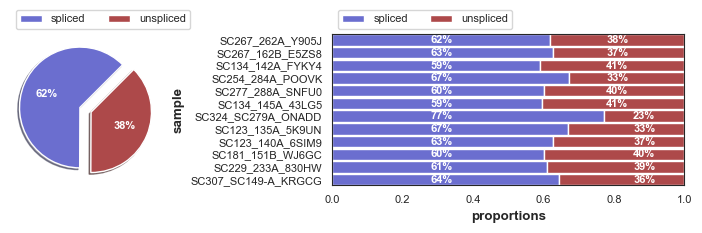 spliced unspliced
62%
38%
spliced unspliced
sample
SC267_262A_Y905J 62% 38%
SC267_162B_E5ZS8 63% 37%
SC134_142A_FYKY4 59% 41%
SC254_284A_POOVK 67% 33%
SC277_288A_SNFU0 60% 40%
SC134_145A_43LG5 59% 41%
SC324_SC279A_ONADD 77% 23%
SC123_135A_5K9UN 67% 33%
SC123_140A_6SIM9 63% 37%
SC181_151B_WJ6GC 60% 40%
SC229_233A_830HW 61% 39%
SC307_SC149-A_KRGCG 64% 36%
0.0 0.2 0.4 0.6 0.8 1.0
proportions